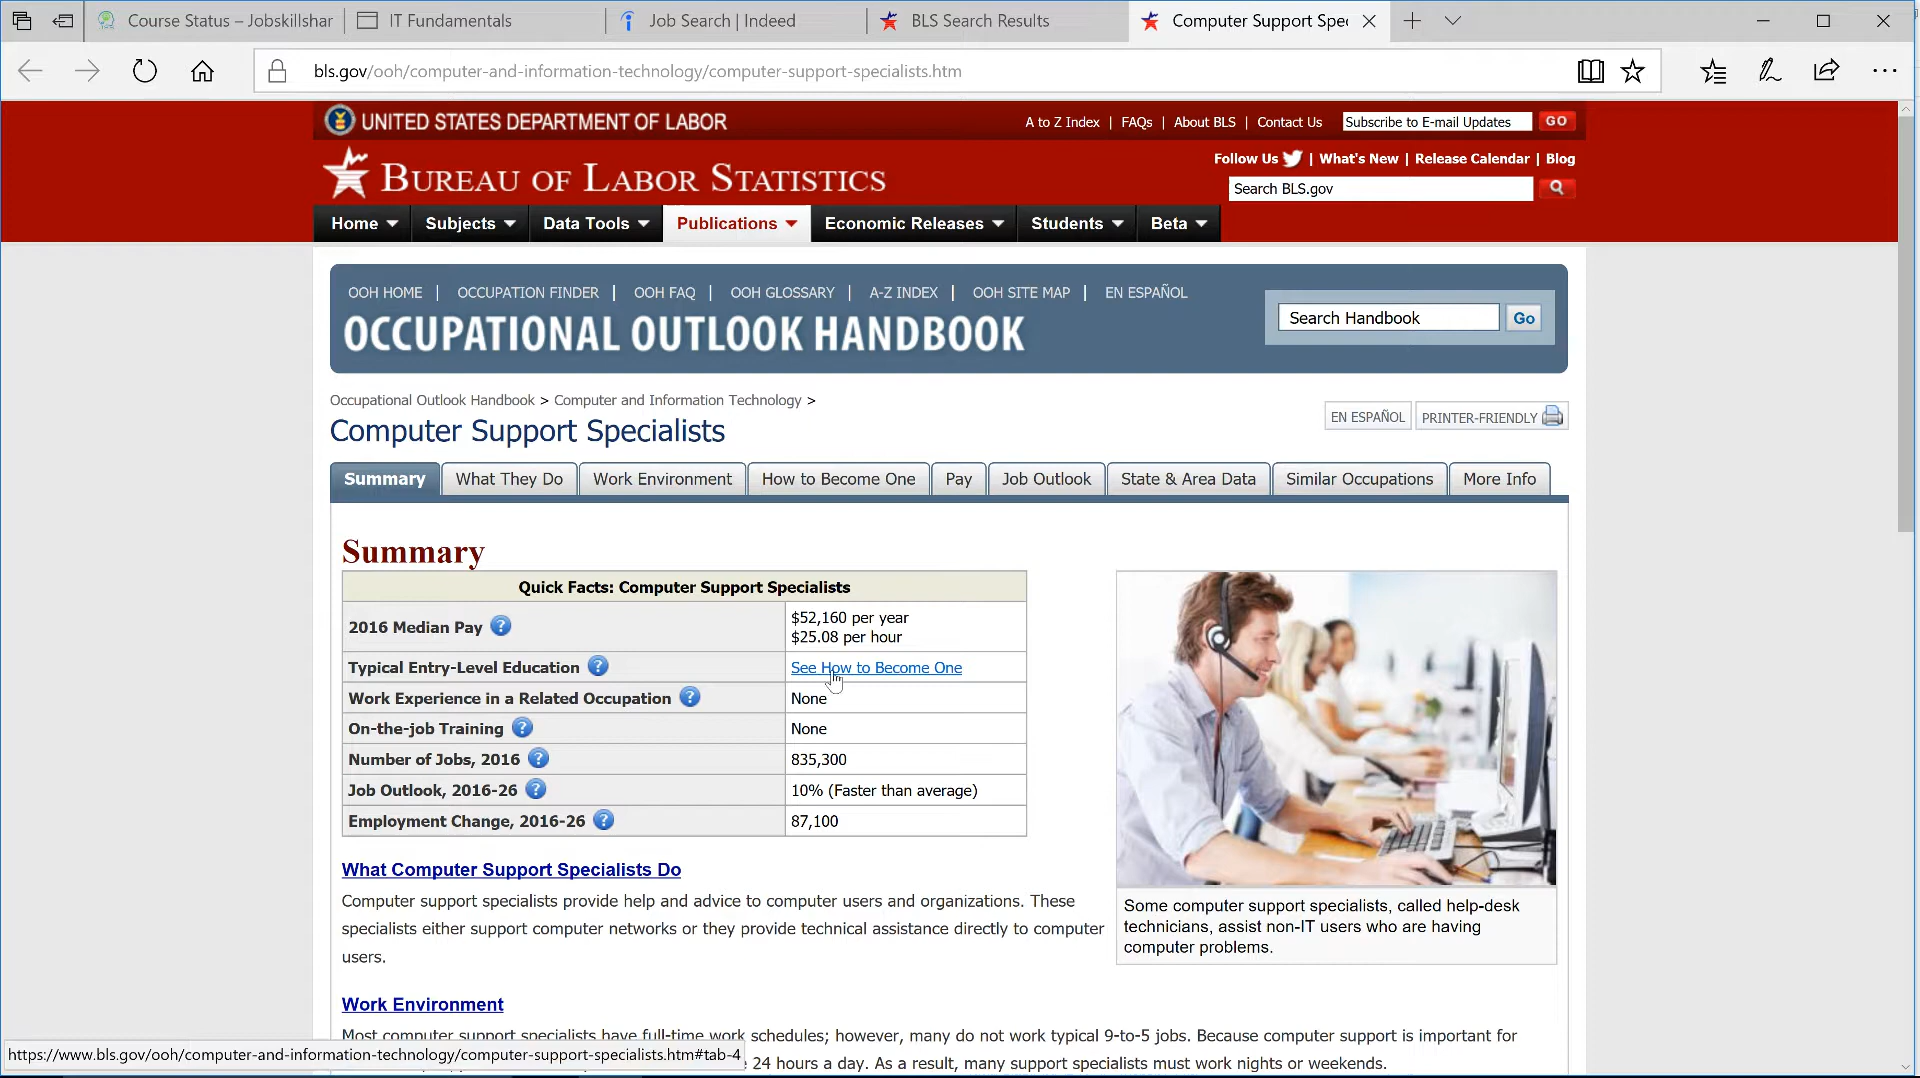 Course Status – Jobskillshar
IT Fundamentals
Job Search | Indeed
BLS Search Results
Computer Support Spec
bls.gov/ooh/computer-and-information-technology/computer-support-specialists.htm
UNITED STATES DEPARTMENT OF LABOR
A to Z Index | FAQs | About BLS | Contact Us
Subscribe to E-mail Updates
GO
Follow Us | What's New | Release Calendar | Blog
BUREAU OF LABOR STATISTICS
Search BLS.gov
Home
Subjects
Data Tools
Publications
Economic Releases
Students
Beta
OOH HOME | OCCUPATION FINDER | OOH FAQ | OOH GLOSSARY | A-Z INDEX | OOH SITE MAP | EN ESPAÑOL
OCCUPATIONAL OUTLOOK HANDBOOK
Search Handbook
Go
Occupational Outlook Handbook > Computer and Information Technology >
EN ESPAÑOL
PRINTER-FRIENDLY
Computer Support Specialists
Summary
What They Do
Work Environment
How to Become One
Pay
Job Outlook
State & Area Data
Similar Occupations
More Info
Summary
Quick Facts: Computer Support Specialists
2016 Median Pay ?
$52,160 per year
$25.08 per hour
Typical Entry-Level Education ?
See How to Become One
Work Experience in a Related Occupation ?
None
On-the-job Training ?
None
Number of Jobs, 2016 ?
835,300
Job Outlook, 2016-26 ?
10% (Faster than average)
Employment Change, 2016-26 ?
87,100
Some computer support specialists, called help-desk
technicians, assist non-IT users who are having
computer problems.
What Computer Support Specialists Do
Computer support specialists provide help and advice to computer users and organizations. These
specialists either support computer networks or they provide technical assistance directly to computer
users.
Work Environment
Most computer support specialists have full-time work schedules; however, many do not work typical 9-to-5 jobs. Because computer support is important for
24 hours a day. As a result, many support specialists must work nights or weekends.
https://www.bls.gov/ooh/computer-and-information-technology/computer-support-specialists.htm#tab-4